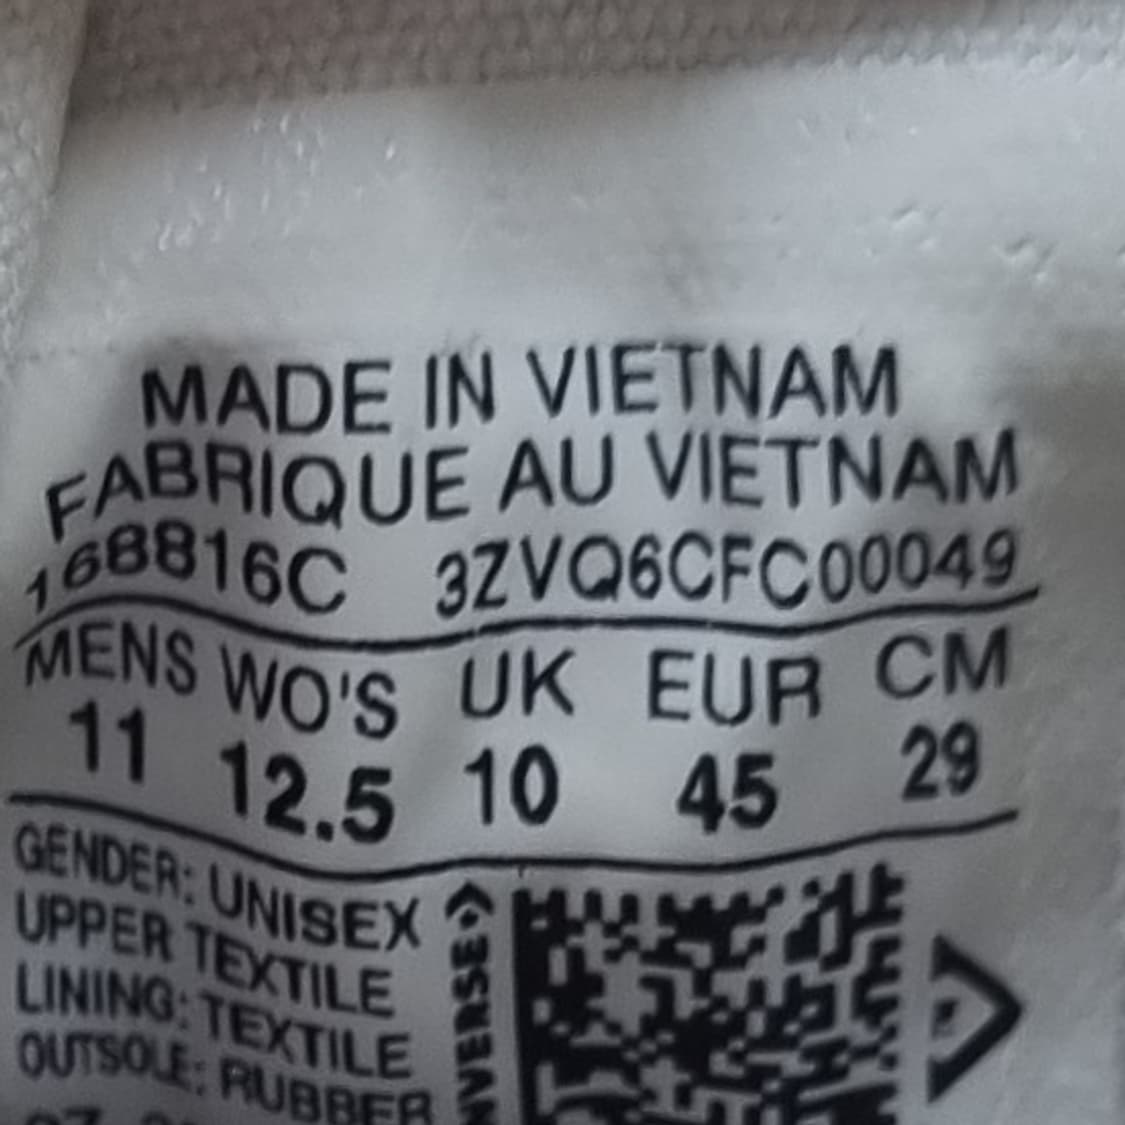 MADE IN VIETNAM
FABRIQUE AU VIETNAM
168816C 3ZVQ6CFC00049
MENS WO'S UK EUR CM
11 12.5 10 45 29
GENDER: UNISEX
UPPER TEXTILE
LINING: TEXTILE
OUTSOLE: RUBBER
NVERSE